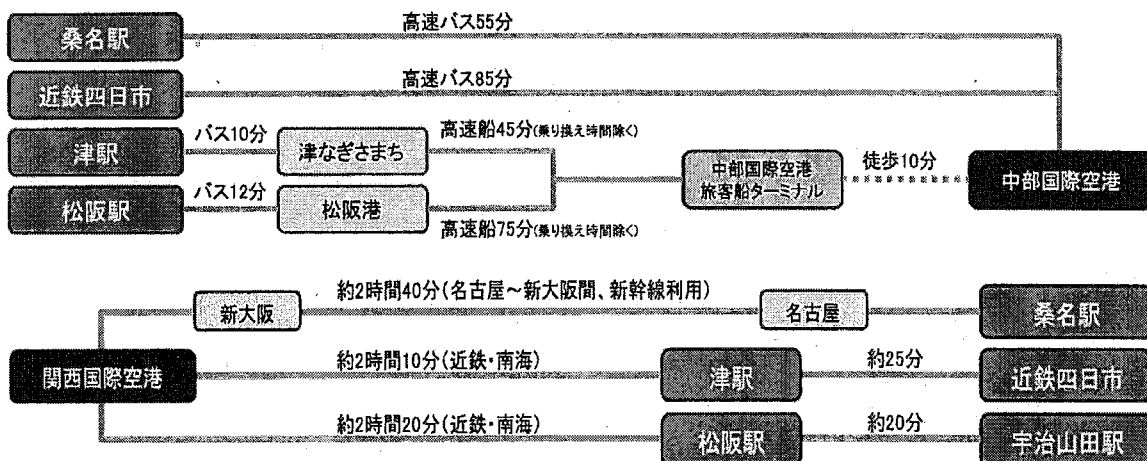 桑名駅
高速バス55分
近鉄四日市
高速バス85分
津駅
バス10分
津なぎさまち
高速船45分(乗り換え時間除く)
松阪駅
バス12分
松阪港
高速船75分(乗り換え時間除く)
中部国際空港
旅客船ターミナル
徒歩10分
中部国際空港
関西国際空港
新大阪
約2時間40分(名古屋〜新大阪間、新幹線利用)
名古屋
桑名駅
約2時間10分(近鉄・南海)
津駅
約25分
近鉄四日市
約2時間20分(近鉄・南海)
松阪駅
約20分
宇治山田駅